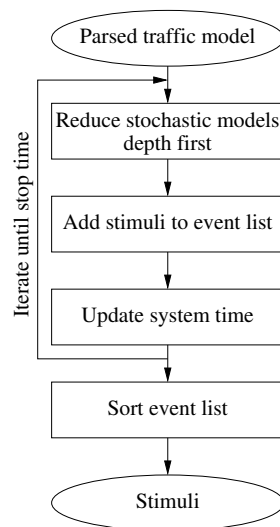 Parsed traffic model
Iterate until stop time
Reduce stochastic models
depth first
Add stimuli to event list
Update system time
Sort event list
Stimuli